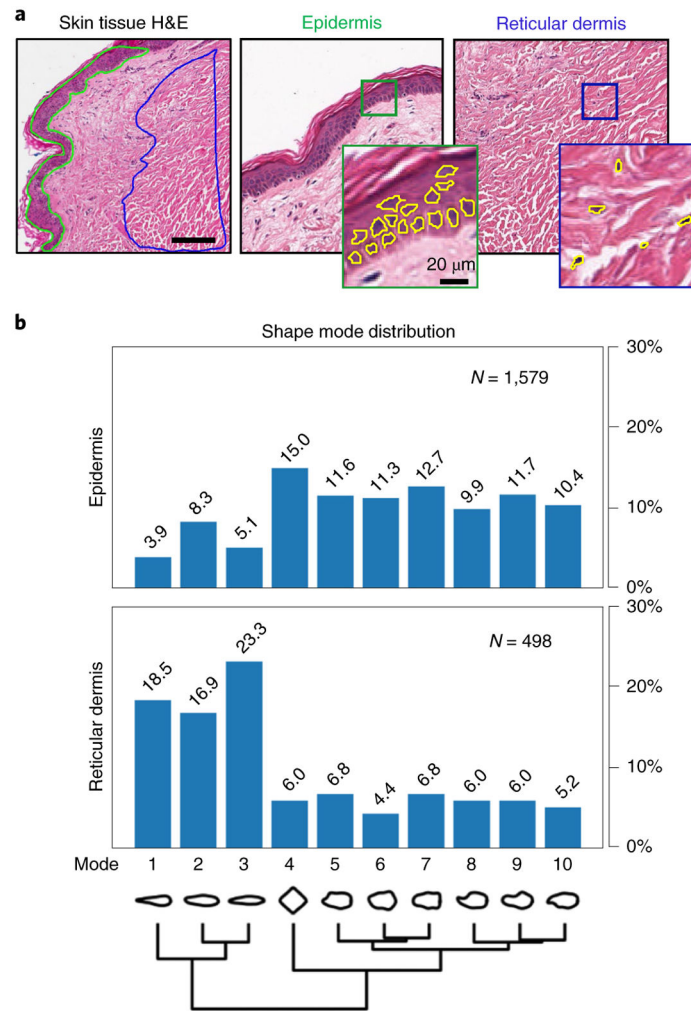 a
Skin tissue H&E
Epidermis
Reticular dermis
20 μm
b
Shape mode distribution
Epidermis
N = 1,579
3.9
8.3
5.1
15.0
11.6
11.3
12.7
9.9
11.7
10.4
30%
20%
10%
0%
Reticular dermis
N = 498
18.5
16.9
23.3
6.0
6.8
4.4
6.8
6.0
6.0
5.2
30%
20%
10%
0%
Mode 1 2 3 4 5 6 7 8 9 10